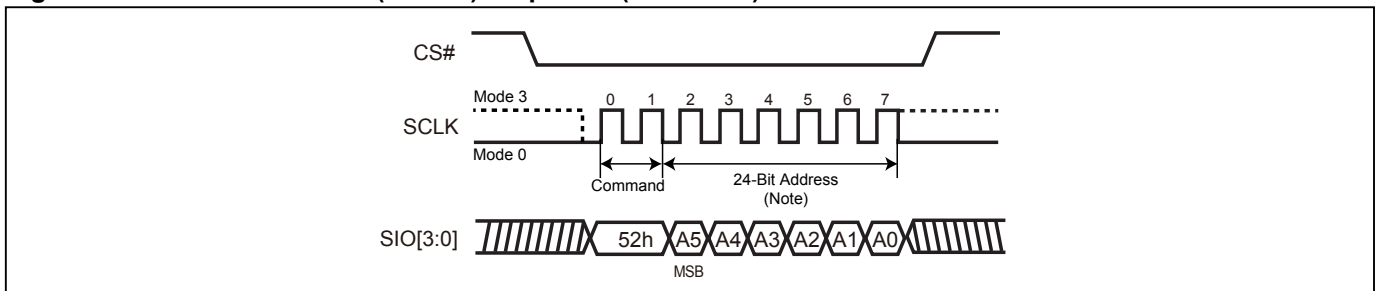 CS#
Mode 3
0 1 2 3 4 5 6 7
SCLK
Mode 0
Command
24-Bit Address
(Note)
SIO[3:0]
52h A5 A4 A3 A2 A1 A0
MSB